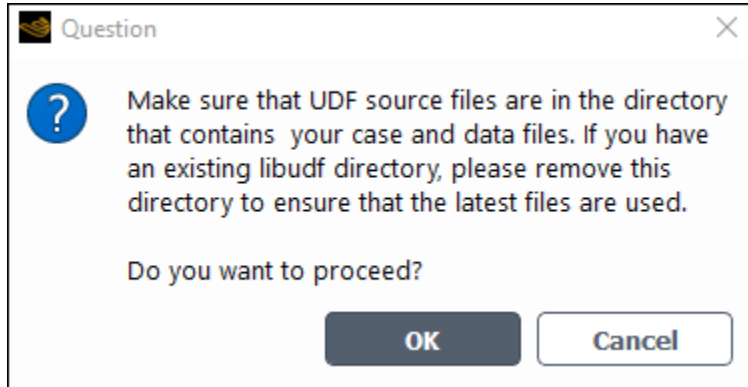 Question
Make sure that UDF source files are in the directory
that contains  your case and data files. If you have
an existing libudf directory, please remove this
directory to ensure that the latest files are used.
Do you want to proceed?
OK
Cancel